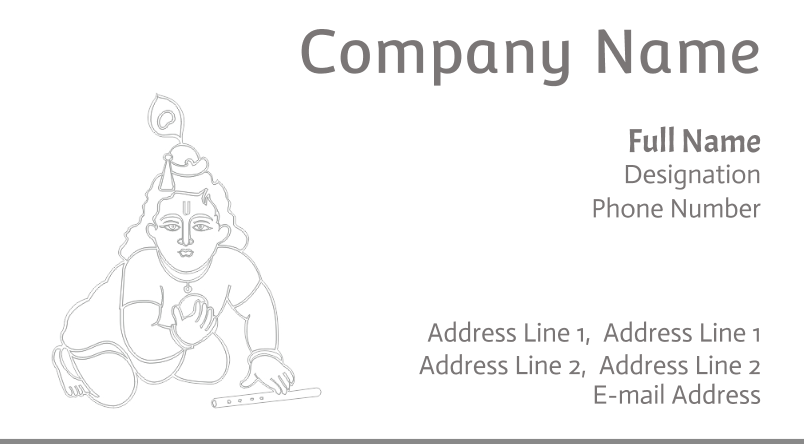 Company Name
Full Name
Designation
Phone Number
Address Line 1,  Address Line 1
Address Line 2,  Address Line 2
E-mail Address